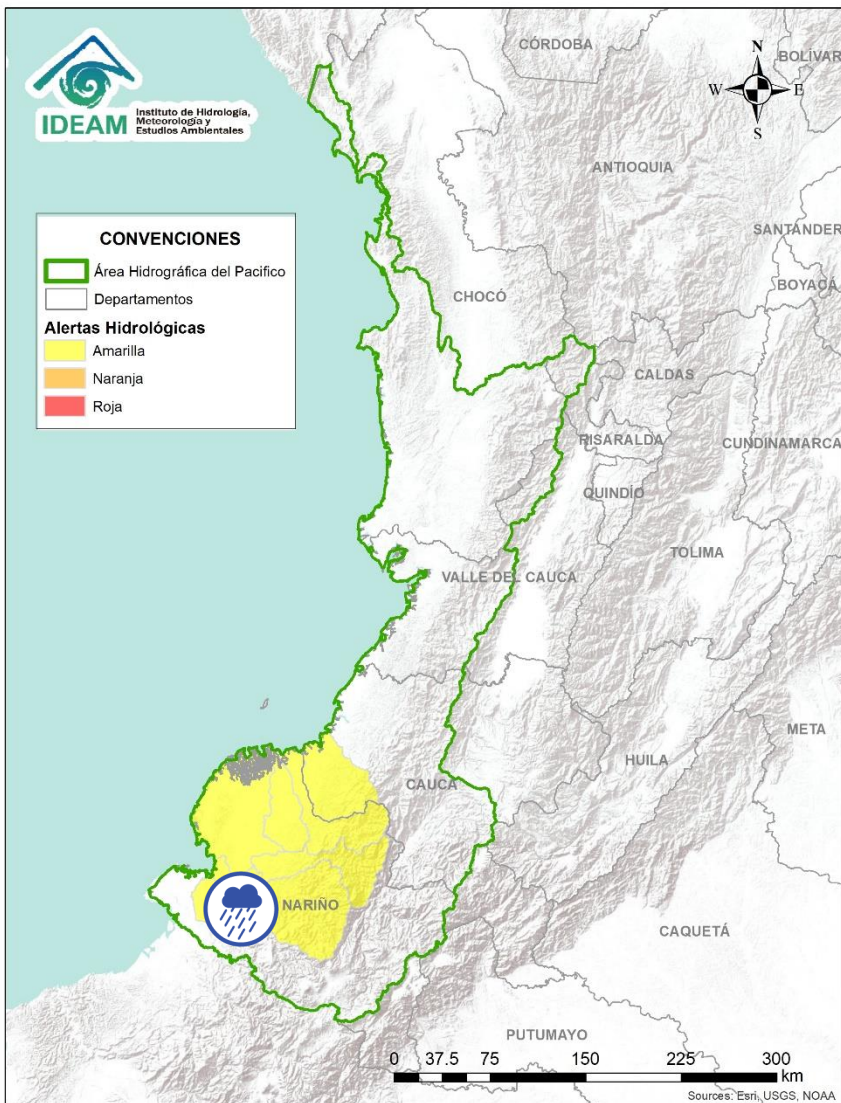 IDEAM
Instituto de Hidrología,
Meteorología y
Estudios Ambientales
N
W
E
S
CÓRDOBA
BOLÍVAR
ANTIOQUIA
SANTANDER
BOYACÁ
CONVENCIONES
Área Hidrográfica del Pacifico
Departamentos
Alertas Hidrológicas
Amarilla
Naranja
Roja
CHOCÓ
CALDAS
RISARALDA
CUNDINAMARCA
QUINDÍO
TOLIMA
VALLE DEL CAUCA
META
HUILA
CAUCA
NARIÑO
CAQUETÁ
PUTUMAYO
0 37.5 75 150 225 300
km
Sources: Esri, USGS, NOAA